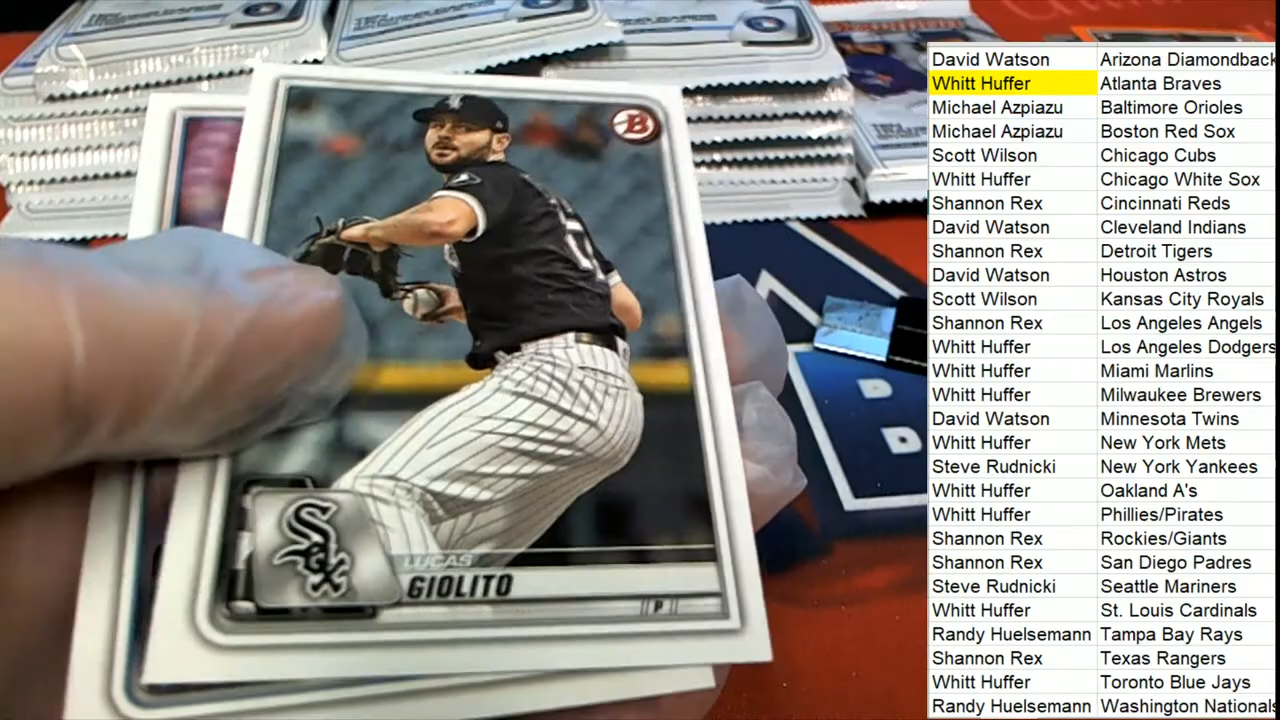 B
Sox
LUCAS
GIOLITO
P
David Watson Arizona Diamondback
Whitt Huffer Atlanta Braves
Michael Azpiazu Baltimore Orioles
Michael Azpiazu Boston Red Sox
Scott Wilson Chicago Cubs
Whitt Huffer Chicago White Sox
Shannon Rex Cincinnati Reds
David Watson Cleveland Indians
Shannon Rex Detroit Tigers
David Watson Houston Astros
Scott Wilson Kansas City Royals
Shannon Rex Los Angeles Angels
Whitt Huffer Los Angeles Dodgers
Whitt Huffer Miami Marlins
Whitt Huffer Milwaukee Brewers
David Watson Minnesota Twins
Whitt Huffer New York Mets
Steve Rudnicki New York Yankees
Whitt Huffer Oakland A's
Whitt Huffer Phillies/Pirates
Shannon Rex Rockies/Giants
Shannon Rex San Diego Padres
Steve Rudnicki Seattle Mariners
Whitt Huffer St. Louis Cardinals
Randy Huelsemann Tampa Bay Rays
Shannon Rex Texas Rangers
Whitt Huffer Toronto Blue Jays
Randy Huelsemann Washington Nationals